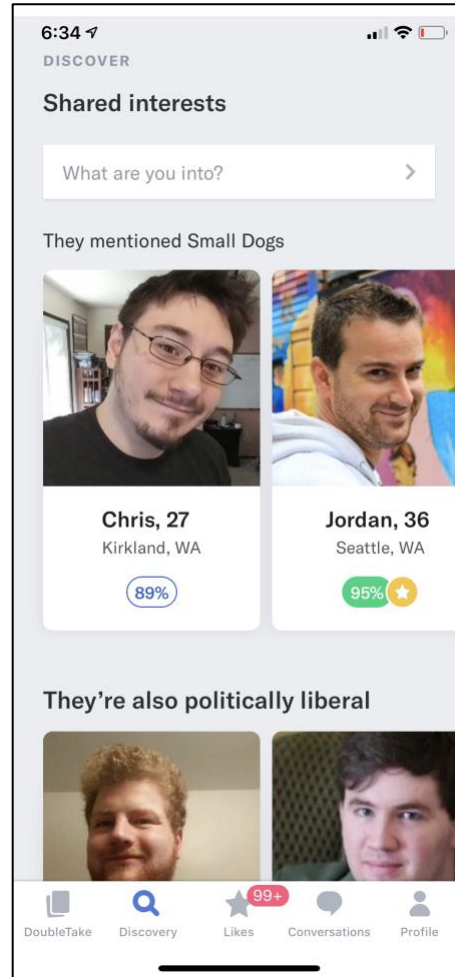 6:34
DISCOVER
Shared interests
What are you into?
They mentioned Small Dogs
Chris, 27
Kirkland, WA
89%
Jordan, 36
Seattle, WA
95%
They’re also politically liberal
99+
DoubleTake
Discovery
Likes
Conversations
Profile